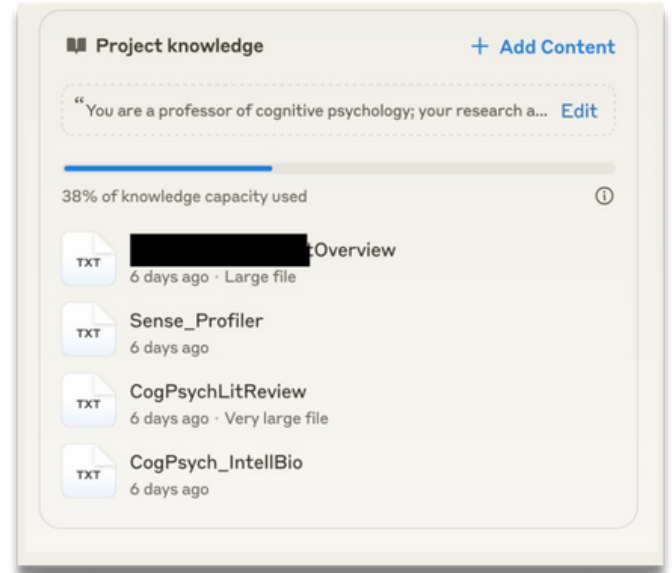 Project knowledge
+ Add Content
“You are a professor of cognitive psychology; your research a... Edit
38% of knowledge capacity used
TXT
tOverview
6 days ago · Large file
TXT
Sense_Profiler
6 days ago
TXT
CogPsychLitReview
6 days ago · Very large file
TXT
CogPsych_IntellBio
6 days ago